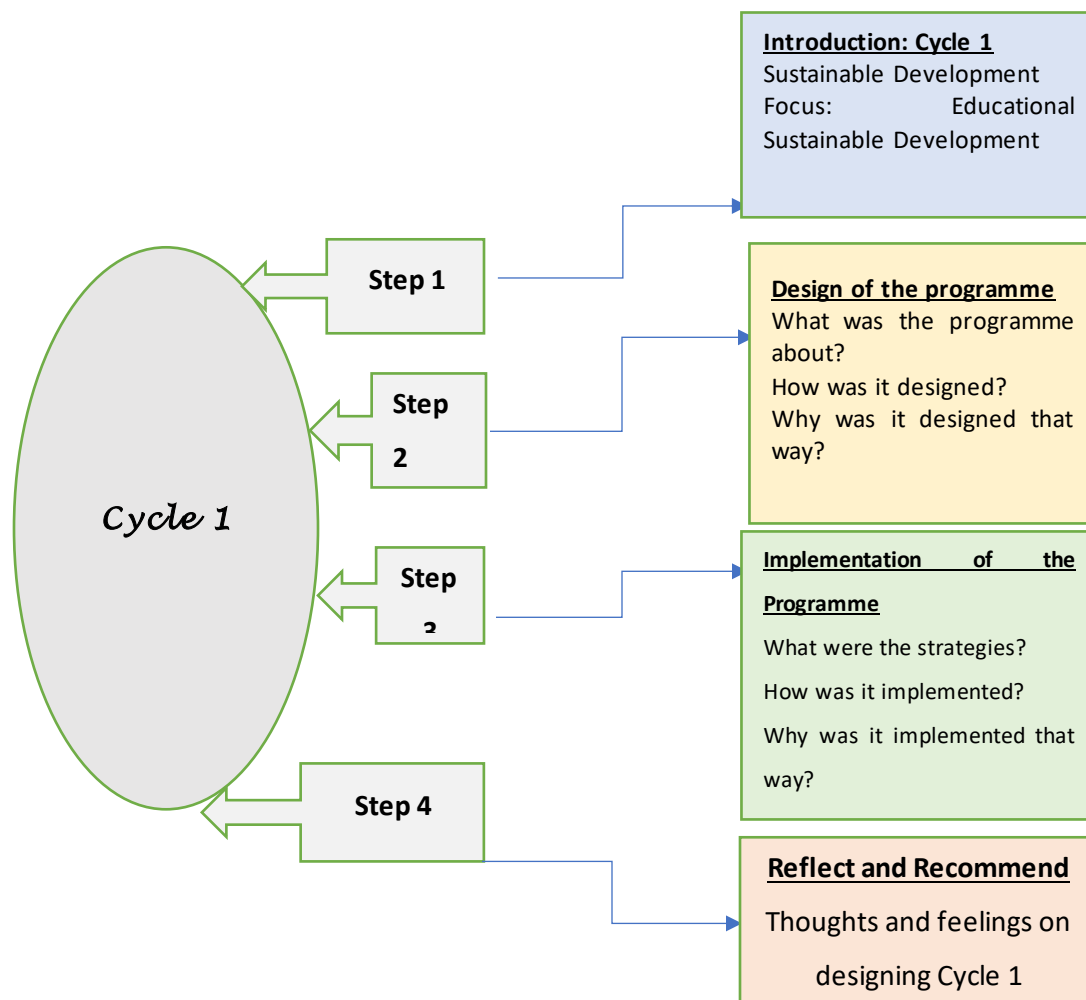 Introduction: Cycle 1
Sustainable Development
Focus: Educational
Sustainable Development
Step 1
Design of the programme
What was the programme
about?
How was it designed?
Why was it designed that
way?
Step
2
Cycle 1
Implementation of the
Programme
What were the strategies?
How was it implemented?
Why was it implemented that
way?
Step
3
Step 4
Reflect and Recommend
Thoughts and feelings on
designing Cycle 1